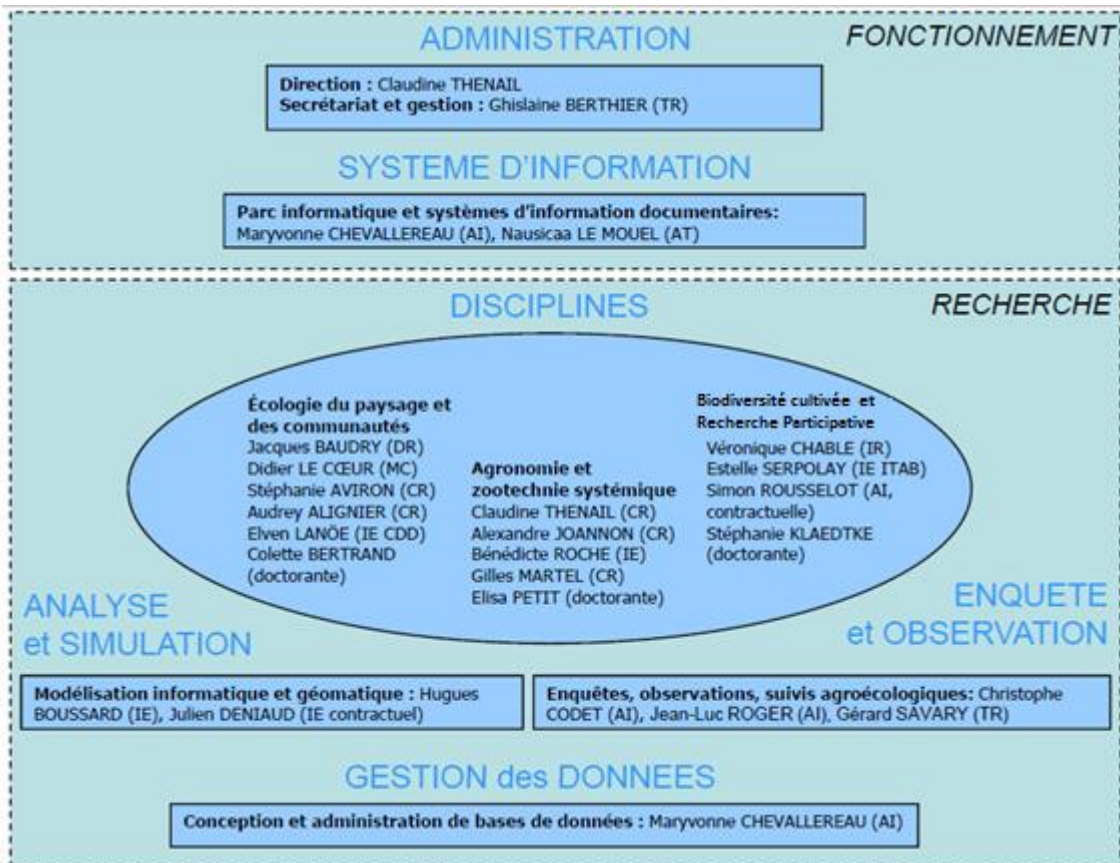 ADMINISTRATION
FONCTIONNEMENT
Direction : Claudine THENAIL
Secrétariat et gestion : Ghislaine BERTHIER (TR)
SYSTEME D'INFORMATION
Parc informatique et systèmes d'information documentaires:
Maryvonne CHEVALLEREAU (AI), Nausicaa LE MOUEL (AT)
DISCIPLINES
RECHERCHE
Écologie du paysage et
des communautés
Jacques BAUDRY (DR)
Didier LE CŒUR (MC)
Stéphanie AVIRON (CR)
Audrey ALIGNIER (CR)
Elven LANÖE (IE CDD)
Colette BERTRAND
(doctorante)
Agronomie et
zootechnie systémique
Claudine THENAIL (CR)
Alexandre JOANNON (CR)
Bénédicte ROCHE (IE)
Gilles MARTEL (CR)
Elisa PETIT (doctorante)
Biodiversité cultivée et
Recherche Participative
Véronique CHABLE (IR)
Estelle SERPOLAY (IE ITAB)
Simon ROUSSELOT (AI,
contractuelle)
Stéphanie KLAEDTKE
(doctorante)
ANALYSE
et SIMULATION
ENQUETE
et OBSERVATION
Modélisation informatique et géomatique : Hugues
BOUSSARD (IE), Julien DENIAUD (IE contractuel)
Enquêtes, observations, suivis agroécologiques: Christophe
CODET (AI), Jean-Luc ROGER (AI), Gérard SAVARY (TR)
GESTION des DONNEES
Conception et administration de bases de données : Maryvonne CHEVALLEREAU (AI)